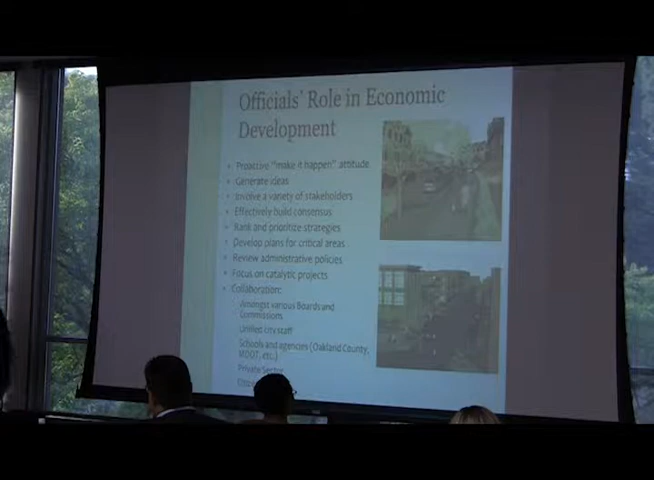 Officials' Role in Economic
Development
• Proactive "make it happen" attitude
• Generate ideas
• Involve a variety of stakeholders
• Effectively build consensus
• Rank and prioritize strategies
• Develop plans for critical areas
• Review administrative policies
• Focus on catalytic projects
• Collaboration:
Amongst various Boards and
Commissions
city staff
Schools and agencies (Oakland County,
MDOT, etc.)
Private Sector